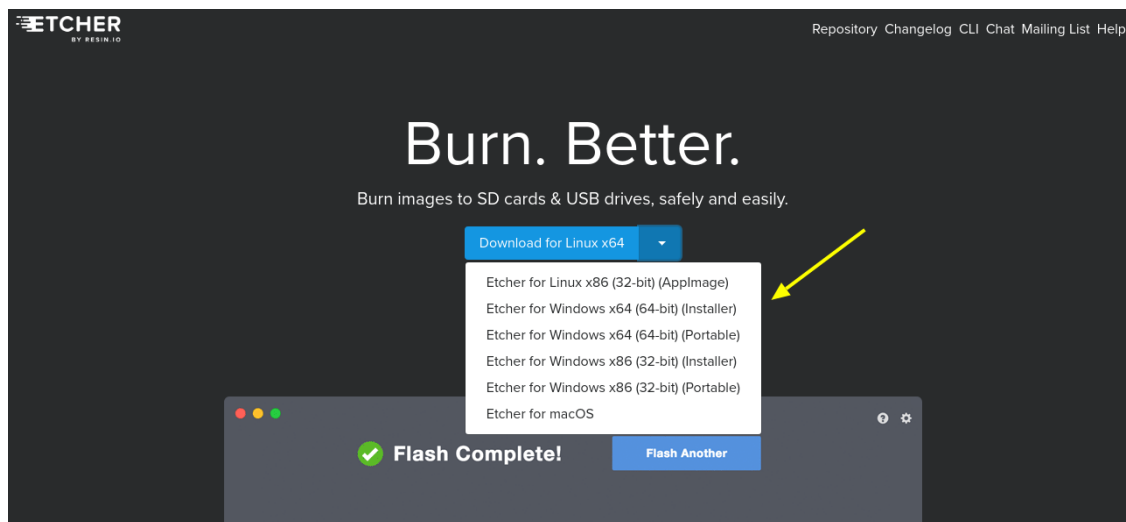 ETCHER
BY RESIN.IO
Repository Changelog CLI Chat Mailing List Help
Burn. Better.
Burn images to SD cards & USB drives, safely and easily.
Download for Linux x64
Etcher for Linux x86 (32-bit) (AppImage)
Etcher for Windows x64 (64-bit) (Installer)
Etcher for Windows x64 (64-bit) (Portable)
Etcher for Windows x86 (32-bit) (Installer)
Etcher for Windows x86 (32-bit) (Portable)
Etcher for macOS
Flash Complete!
Flash Another